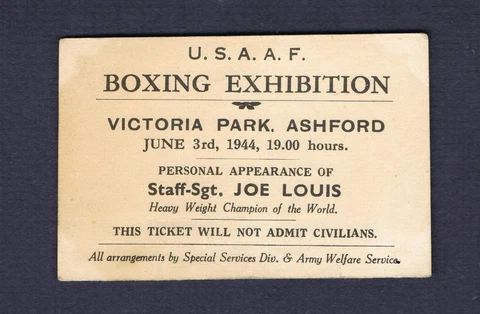 U. S. A. A. F.
BOXING EXHIBITION
VICTORIA PARK, ASHFORD
JUNE 3rd, 1944, 19.00 hours.
PERSONAL APPEARANCE OF
Staff-Sgt. JOE LOUIS
Heavy Weight Champion of the World.
THIS TICKET WILL NOT ADMIT CIVILIANS.
All arrangements by Special Services Div. & Army Welfare Service.